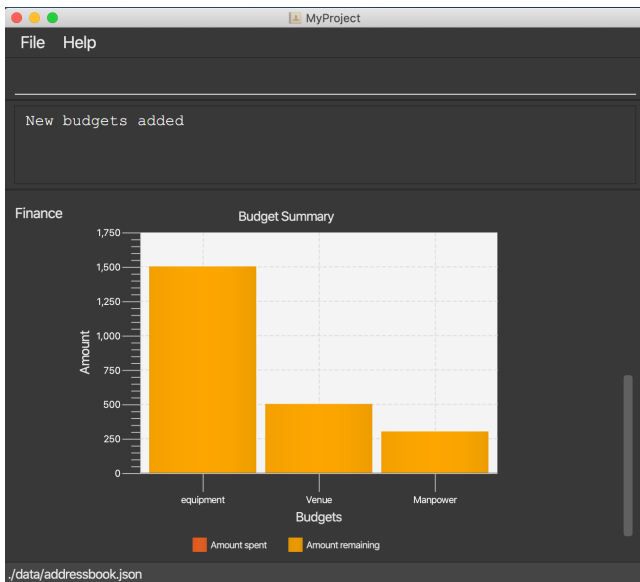 MyProject
File Help
New budgets added
Finance
Budget Summary
1,750
1,500
1,250
1,000
750
500
250
0
Amount
equipment Venue Manpower
Budgets
Amount spent Amount remaining
./data/addressbook.json